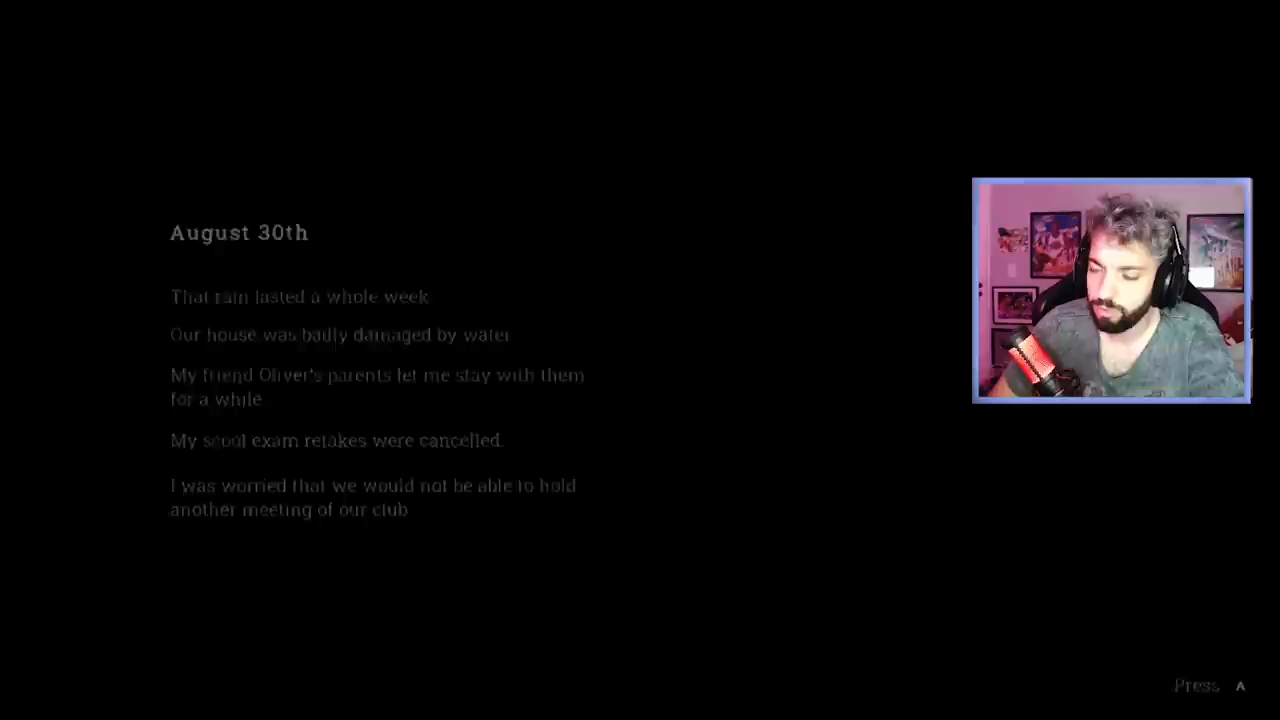 August 30th
That rain lasted a whole week
Our house was badly damaged by water
My friend Oliver's parents let me stay with them
for a while
My scool exam retakes were cancelled.
I was worried that we would not be able to hold
another meeting of our club
Press A